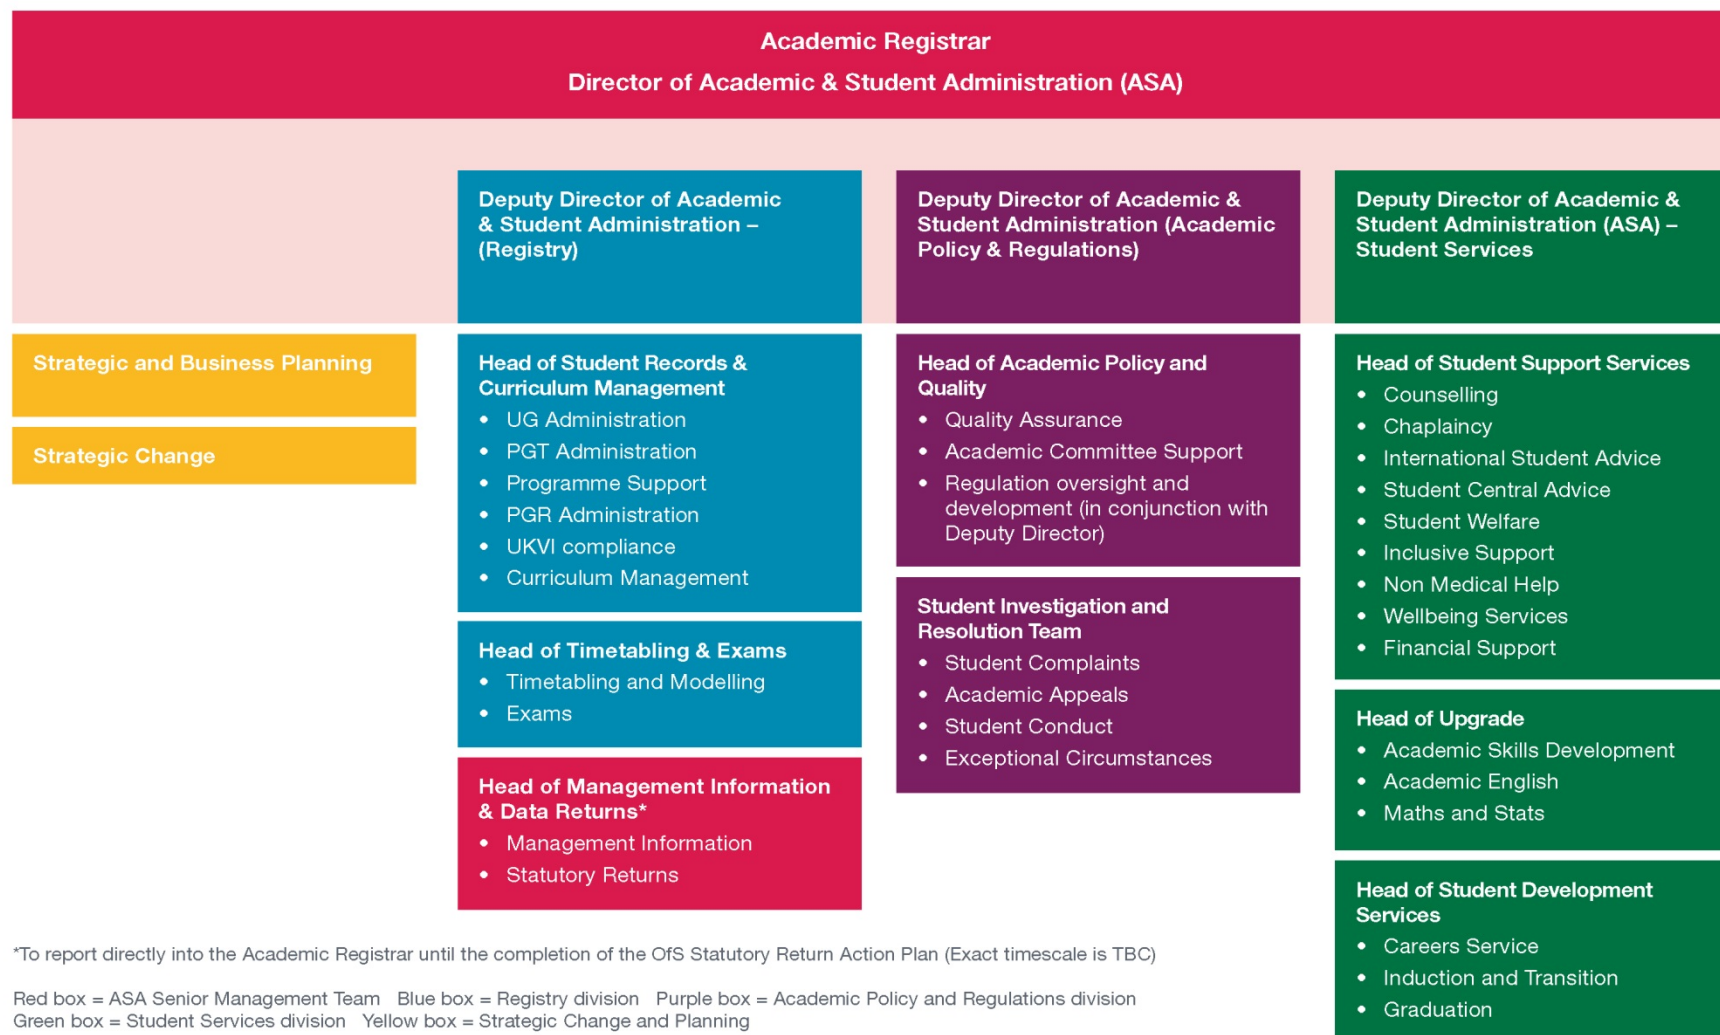 Academic Registrar
Director of Academic & Student Administration (ASA)
Deputy Director of Academic
& Student Administration –
(Registry)
Deputy Director of Academic &
Student Administration (Academic
Policy & Regulations)
Deputy Director of Academic &
Student Administration (ASA) –
Student Services
Strategic and Business Planning
Strategic Change
Head of Student Records &
Curriculum Management
• UG Administration
• PGT Administration
• Programme Support
• PGR Administration
• UKVI compliance
• Curriculum Management
Head of Timetabling & Exams
• Timetabling and Modelling
• Exams
Head of Management Information
& Data Returns*
• Management Information
• Statutory Returns
Head of Academic Policy and
Quality
• Quality Assurance
• Academic Committee Support
• Regulation oversight and
development (in conjunction with
Deputy Director)
Student Investigation and
Resolution Team
• Student Complaints
• Academic Appeals
• Student Conduct
• Exceptional Circumstances
Head of Student Support Services
• Counselling
• Chaplaincy
• International Student Advice
• Student Central Advice
• Student Welfare
• Inclusive Support
• Non Medical Help
• Wellbeing Services
• Financial Support
Head of Upgrade
• Academic Skills Development
• Academic English
• Maths and Stats
Head of Student Development
Services
• Careers Service
• Induction and Transition
• Graduation
*To report directly into the Academic Registrar until the completion of the OfS Statutory Return Action Plan (Exact timescale is TBC)
Red box = ASA Senior Management Team Blue box = Registry division Purple box = Academic Policy and Regulations division
Green box = Student Services division Yellow box = Strategic Change and Planning